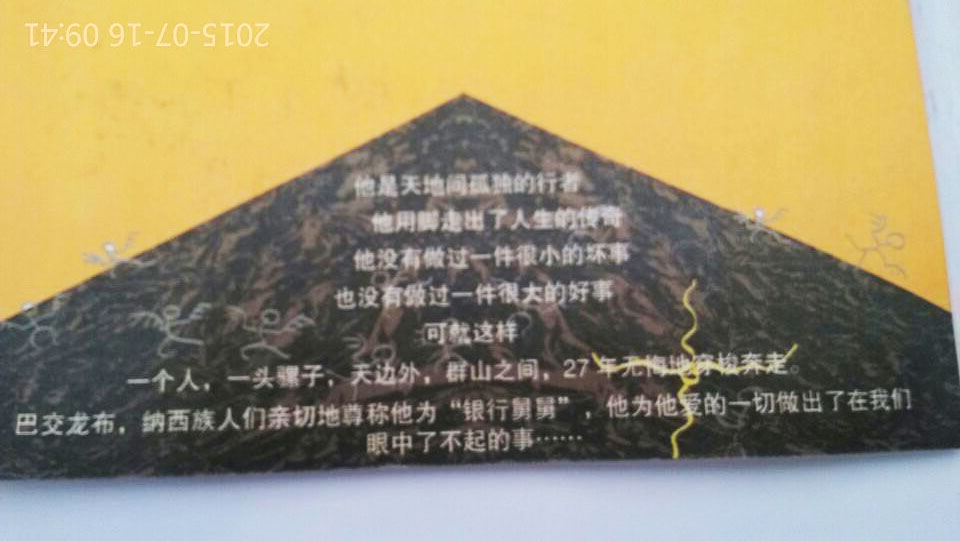 2015-07-16 09:41
他是天地间孤独的行者
他用脚走出了人生的传奇
他没有做过一件很小的坏事
也没有做过一件很大的好事
可就这样
一个人，一头骡子，天边外，群山之间，27年无悔地穿梭奔走。
巴交龙布，纳西族人们亲切地尊称他为“银行舅舅”，他为他爱的一切做出了在我们
眼中了不起的事……